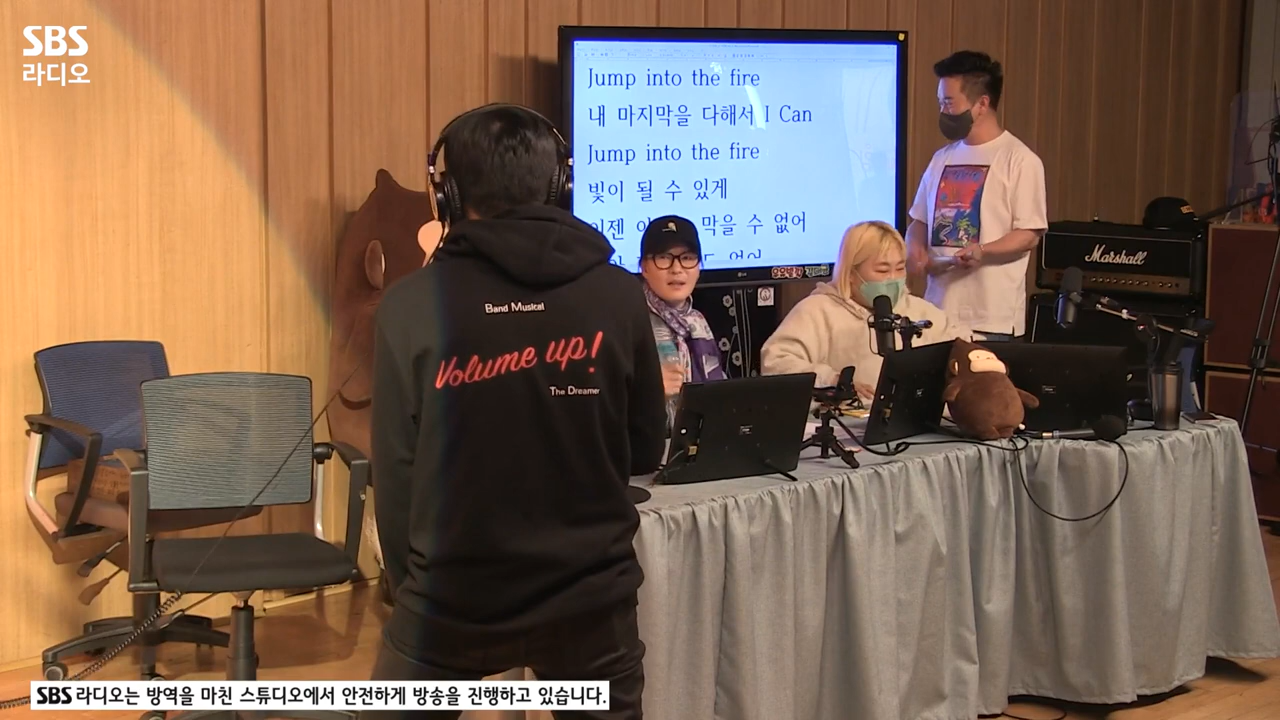 SBS
라디오
Jump into the fire
내 마지막을 다해서 I Can
Jump into the fire
빛이 될 수 있게
막을 수 없어
Band Musical
Volume up!
The Dreamer
Marshall
LG
SBS 라디오는 방역을 마친 스튜디오에서 안전하게 방송을 진행하고 있습니다.